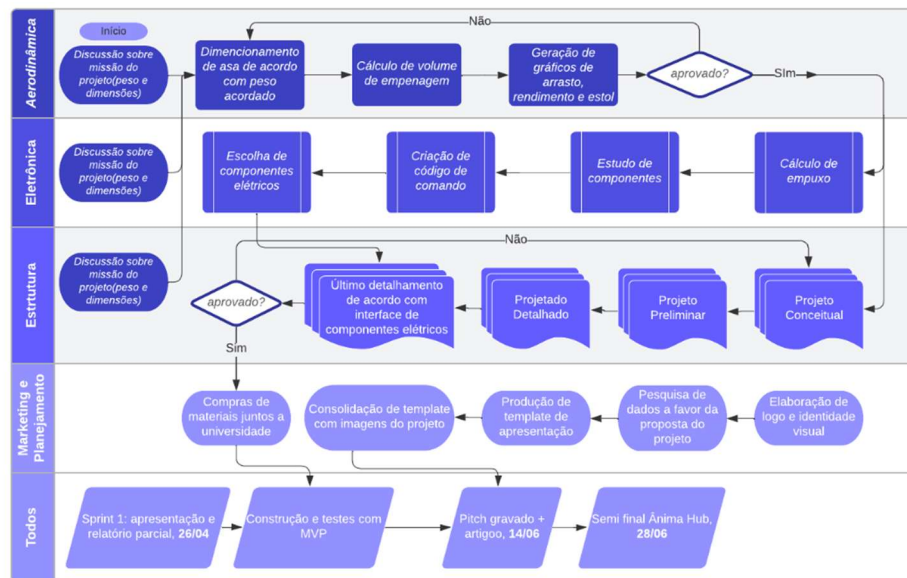 Aerodinâmica
Início
Discussão sobre
missão do
projeto(peso e
dimensões)
Dimencionamento
de asa de acordo
com peso
acordado
Cálculo de volume
de empenagem
Geração de
gráficos de
arrasto,
rendimento e estol
aprovado?
Não
SIm
Eletrônica
Discussão sobre
missão do
projeto(peso e
dimensões)
Escolha de
componentes
elétricos
Criação de
código de
comando
Estudo de
componentes
Cálculo de
empuxo
Estrtutura
Discussão sobre
missão do
projeto(peso e
dimensões)
aprovado?
Não
Sim
Último detalhamento
de acordo com
interface de
componentes elétricos
Projetado
Detalhado
Projeto
Preliminar
Projeto
Conceitual
Marketing e
Planejamento
Compras de
materiais juntos a
universidade
Consolidação de template
com imagens do projeto
Produção de
template de
apresentação
Pesquisa de
dados a favor da
proposta do
projeto
Elaboração de
logo e identidade
visual
Todos
Sprint 1: apresentação e
relatório parcial, 26/04
Construção e testes com
MVP
Pitch gravado +
artigoo, 14/06
Semi final Ânima Hub,
28/06